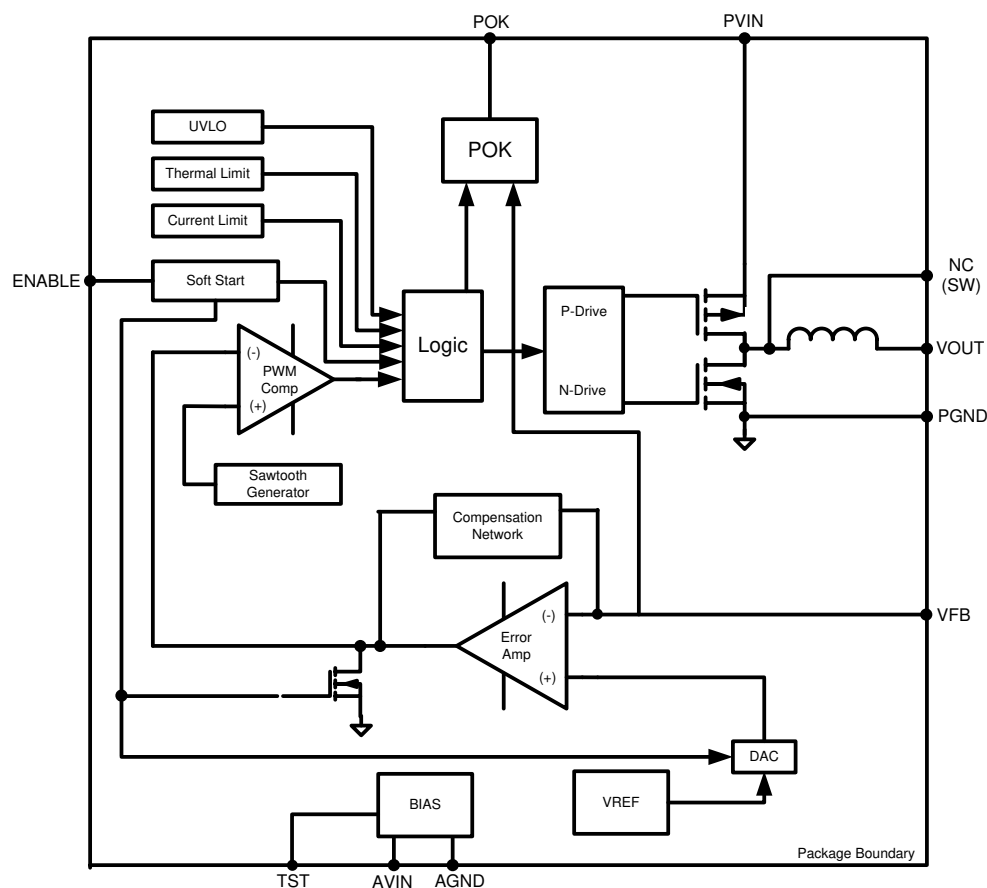 POK
PVIN
UVLO
POK
Thermal Limit
Current Limit
ENABLE
Soft Start
NC
(SW)
P-Drive
Logic
(-)
PWM
Comp
(+)
VOUT
N-Drive
PGND
Sawtooth
Generator
Compensation
Network
(-)
VFB
Error
Amp
(+)
DAC
BIAS
VREF
Package Boundary
TST
AVIN
AGND